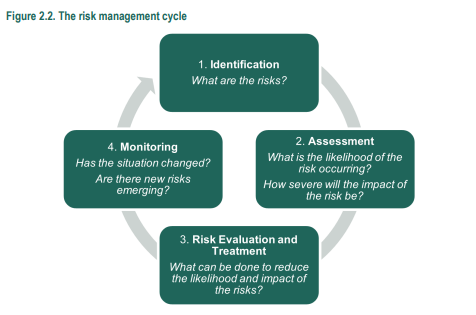 Figure 2.2. The risk management cycle
1. Identification
What are the risks?
2. Assessment
What is the likelihood of the
risk occurring?
How severe will the impact of
the risk be?
3. Risk Evaluation and
Treatment
What can be done to reduce
the likelihood and impact of
the risks?
4. Monitoring
Has the situation changed?
Are there new risks
emerging?